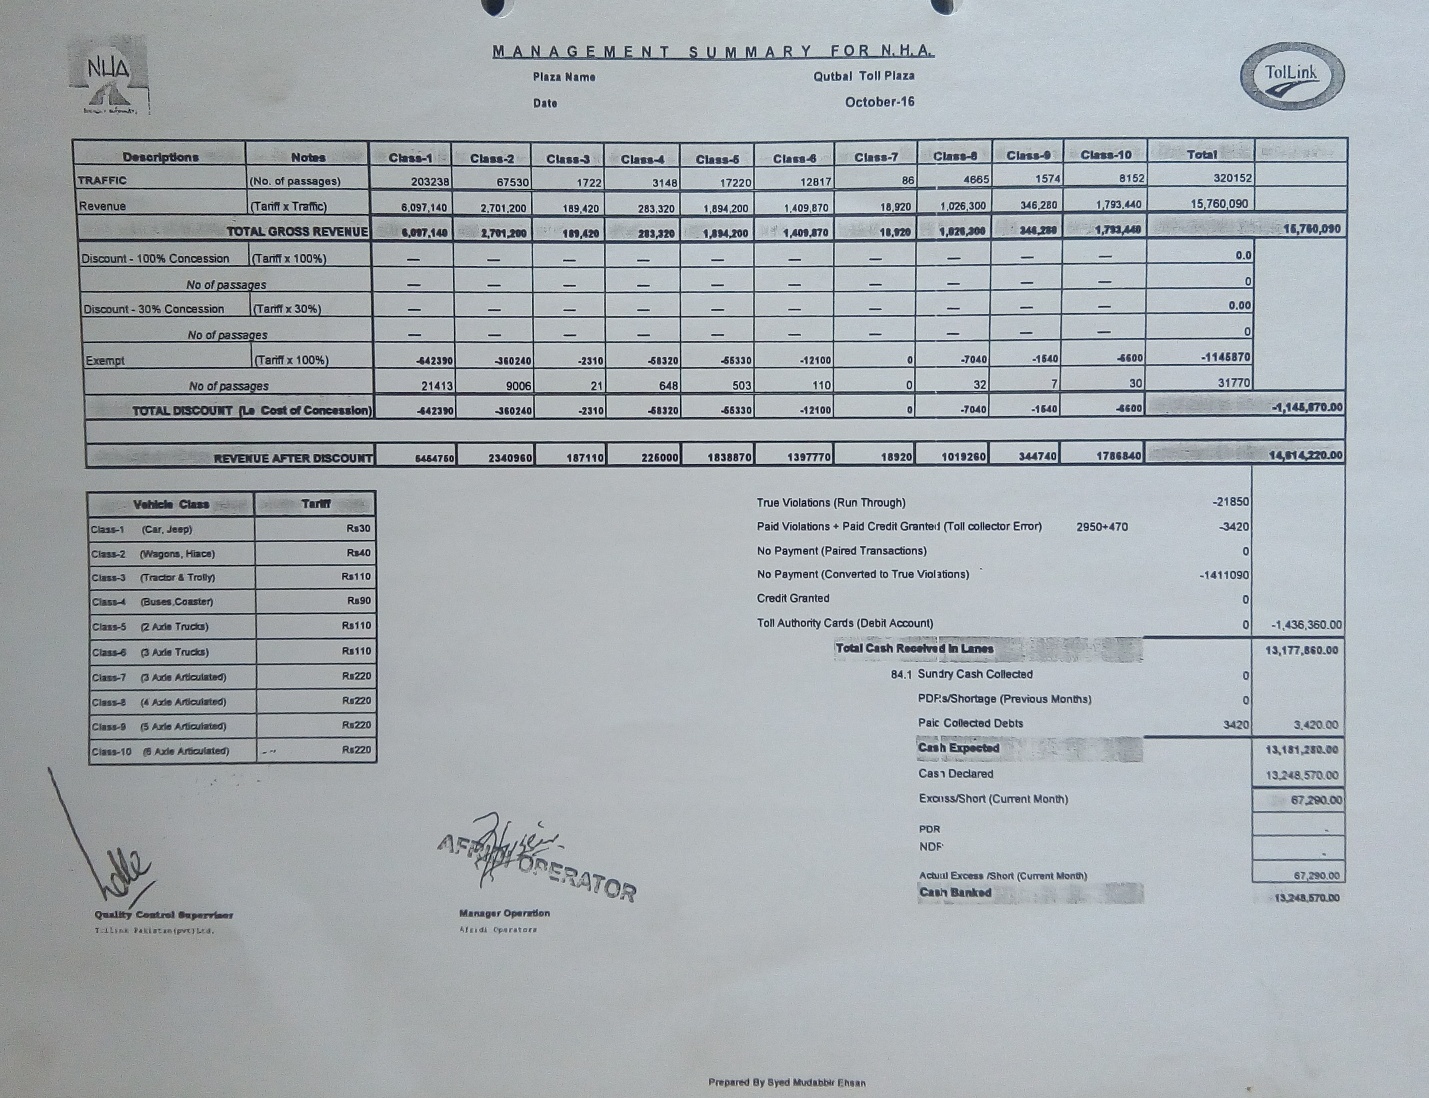 MANAGEMENT SUMMARY FOR N.H.A.
NHA
Plaza Name Qutbal Toll Plaza
TolLink
Date October-16
Descriptions Notes Class-1 Class-2 Class-3 Class-4 Class-5 Class-6 Class-7 Class-8 Class-9 Class-10 Total
TRAFFIC (No. of passages) 203238 67530 1722 3148 17220 12817 86 4665 1574 8152 320152
Revenue (Tariff x Traffic) 6,097,140 2,701,200 189,420 283,320 1,894,200 1,409,870 18,920 1,026,300 346,280 1,793,440 15,760,090
TOTAL GROSS REVENUE 6,097,140 2,701,200 189,420 283,320 1,894,200 1,409,870 18,920 1,026,300 346,280 1,793,440 15,760,090
Discount - 100% Concession (Tariff x 100%) — — — — — — — — — — 0.0
No of passages — — — — — — — — — — 0
Discount - 30% Concession (Tariff x 30%) — — — — — — — — — — 0.00
No of passages — — — — — — — — — — 0
Exempt (Tariff x 100%) -642390 -360240 -2310 -58320 -55330 -12100 0 -7040 -1540 -6600 -1145870
No of passages 21413 9006 21 648 503 110 0 32 7 30 31770
TOTAL DISCOUNT (i.e Cost of Concession) -642390 -360240 -2310 -58320 -55330 -12100 0 -7040 -1540 -6600 -1,145,870.00
REVENUE AFTER DISCOUNT 5454750 2340960 187110 225000 1838870 1397770 18920 1019260 344740 1786840 14,614,220.00
Vehicle Class Tariff
Class-1 (Car, Jeep) Rs30
Class-2 (Wagons, Hiace) Rs40
Class-3 (Tractor & Trolly) Rs110
Class-4 (Buses,Coaster) Rs90
Class-5 (2 Axle Trucks) Rs110
Class-6 (3 Axle Trucks) Rs110
Class-7 (3 Axle Articulated) Rs220
Class-8 (4 Axle Articulated) Rs220
Class-9 (5 Axle Articulated) Rs220
Class-10 (6 Axle Articulated) Rs220
True Violations (Run Through) -21850
Paid Violations + Paid Credit Granted (Toll collector Error) 2950+470 -3420
No Payment (Paired Transactions) 0
No Payment (Converted to True Violations) -1411090
Credit Granted 0
Toll Authority Cards (Debit Account) 0 -1,436,360.00
Total Cash Received In Lanes 13,177,860.00
84.1 Sundry Cash Collected 0
PDR's/Shortage (Previous Months) 0
Paid Collected Debts 3420 3,420.00
Cash Expected 13,181,280.00
Cash Declared 13,248,570.00
Excess/Short (Current Month) 67,290.00
PDR -
NDF -
Actual Excess /Short (Current Month) 67,290.00
Cash Banked 13,248,570.00
AFRIDI OPERATOR
Quality Control Supervisor
TolLink Pakistan(pvt)Ltd.
Manager Operation
Afridi Operators
Prepared By Syed Mudabbir Ehsan